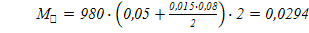 M□ = 980 · (0,05 + 0,015·0,08 / 2) · 2 = 0,0294